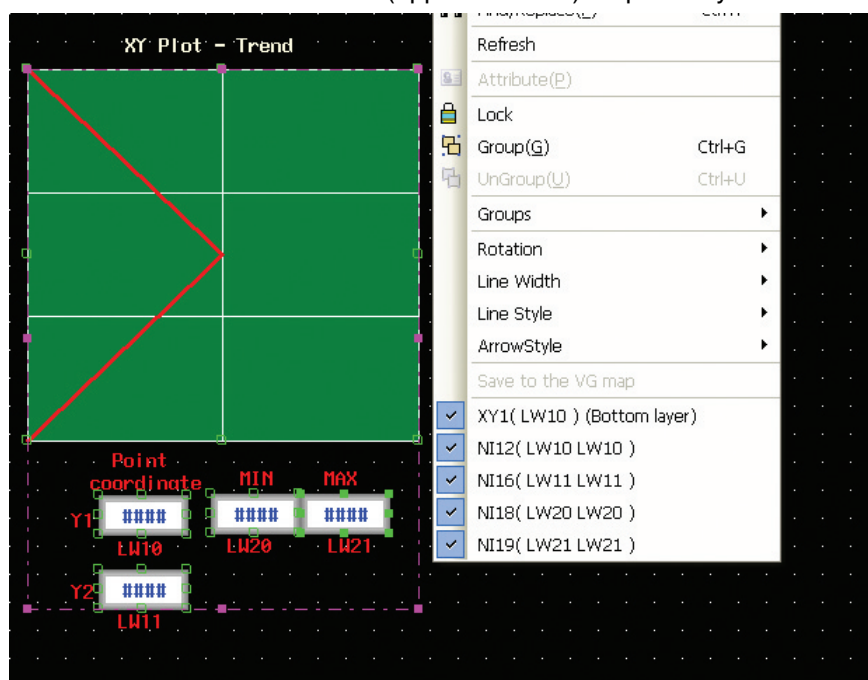 XY Plot - Trend
Refresh
Attribute(P)
Lock
Group(G) Ctrl+G
UnGroup(U) Ctrl+U
Groups
Rotation
Line Width
Line Style
ArrowStyle
Save to the VG map
XY1( LW10 ) (Bottom layer)
NI12( LW10 LW10 )
NI16( LW11 LW11 )
NI18( LW20 LW20 )
NI19( LW21 LW21 )
Point
coordinate MIN MAX
Y1 #### #### ####
LW10 LW20 LW21
Y2 ####
LW11